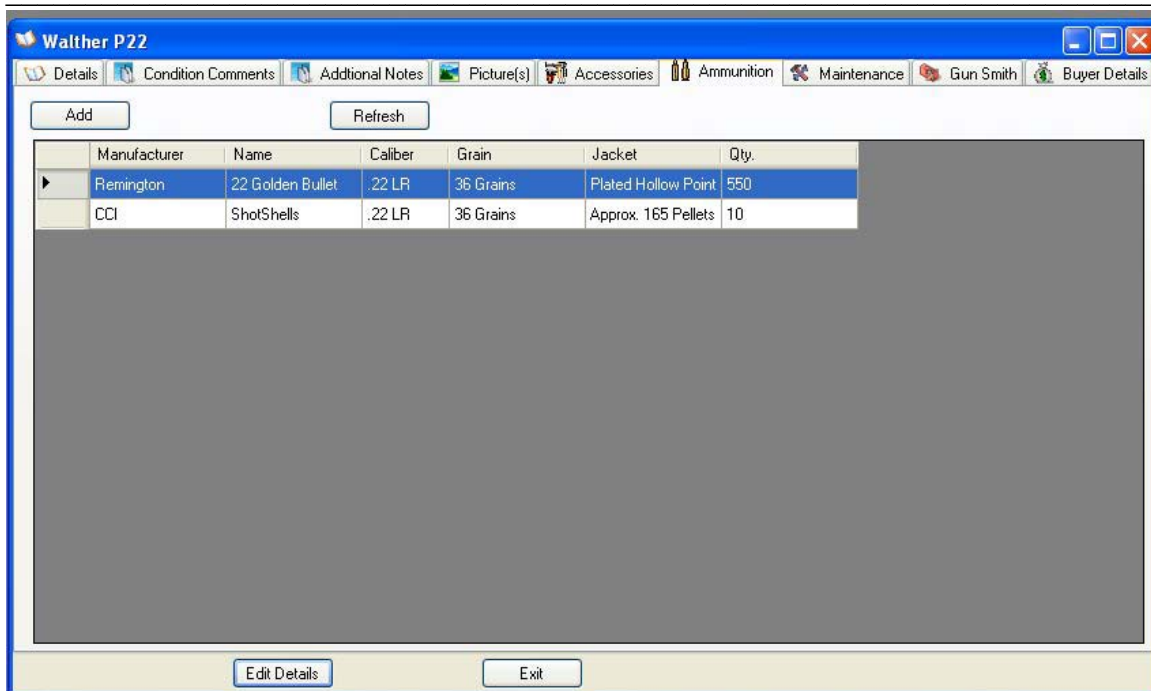 Walther P22
Details Condition Comments Addtional Notes Picture(s) Accessories Ammunition Maintenance Gun Smith Buyer Details
Add Refresh
Manufacturer Name Caliber Grain Jacket Qty.
Remington 22 Golden Bullet .22 LR 36 Grains Plated Hollow Point 550
CCI ShotShells .22 LR 36 Grains Approx. 165 Pellets 10
Edit Details Exit